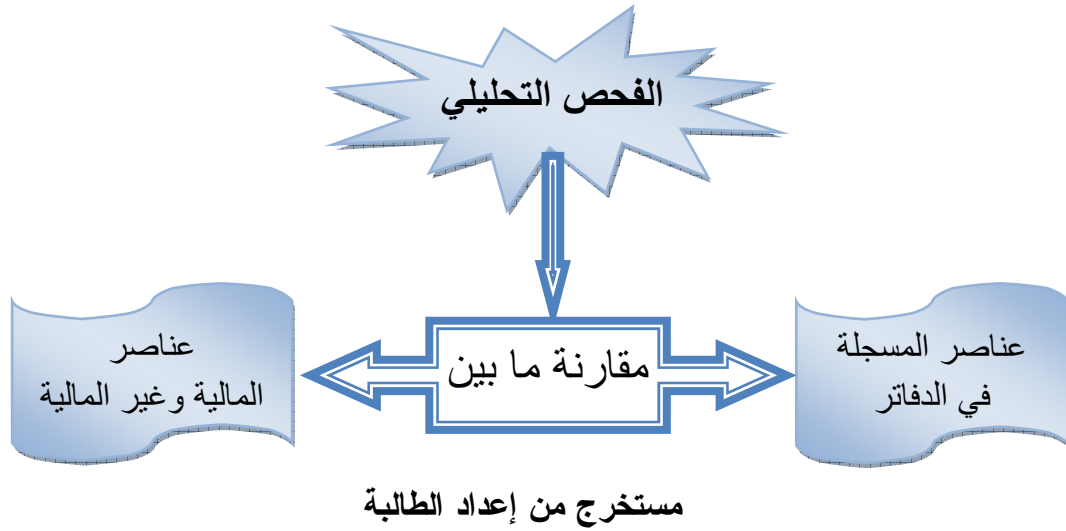 الفحص التحليلي
مقارنة ما بين
عناصر المسجلة
في الدفاتر
عناصر
المالية وغير المالية
مستخرج من إعداد الطالبة